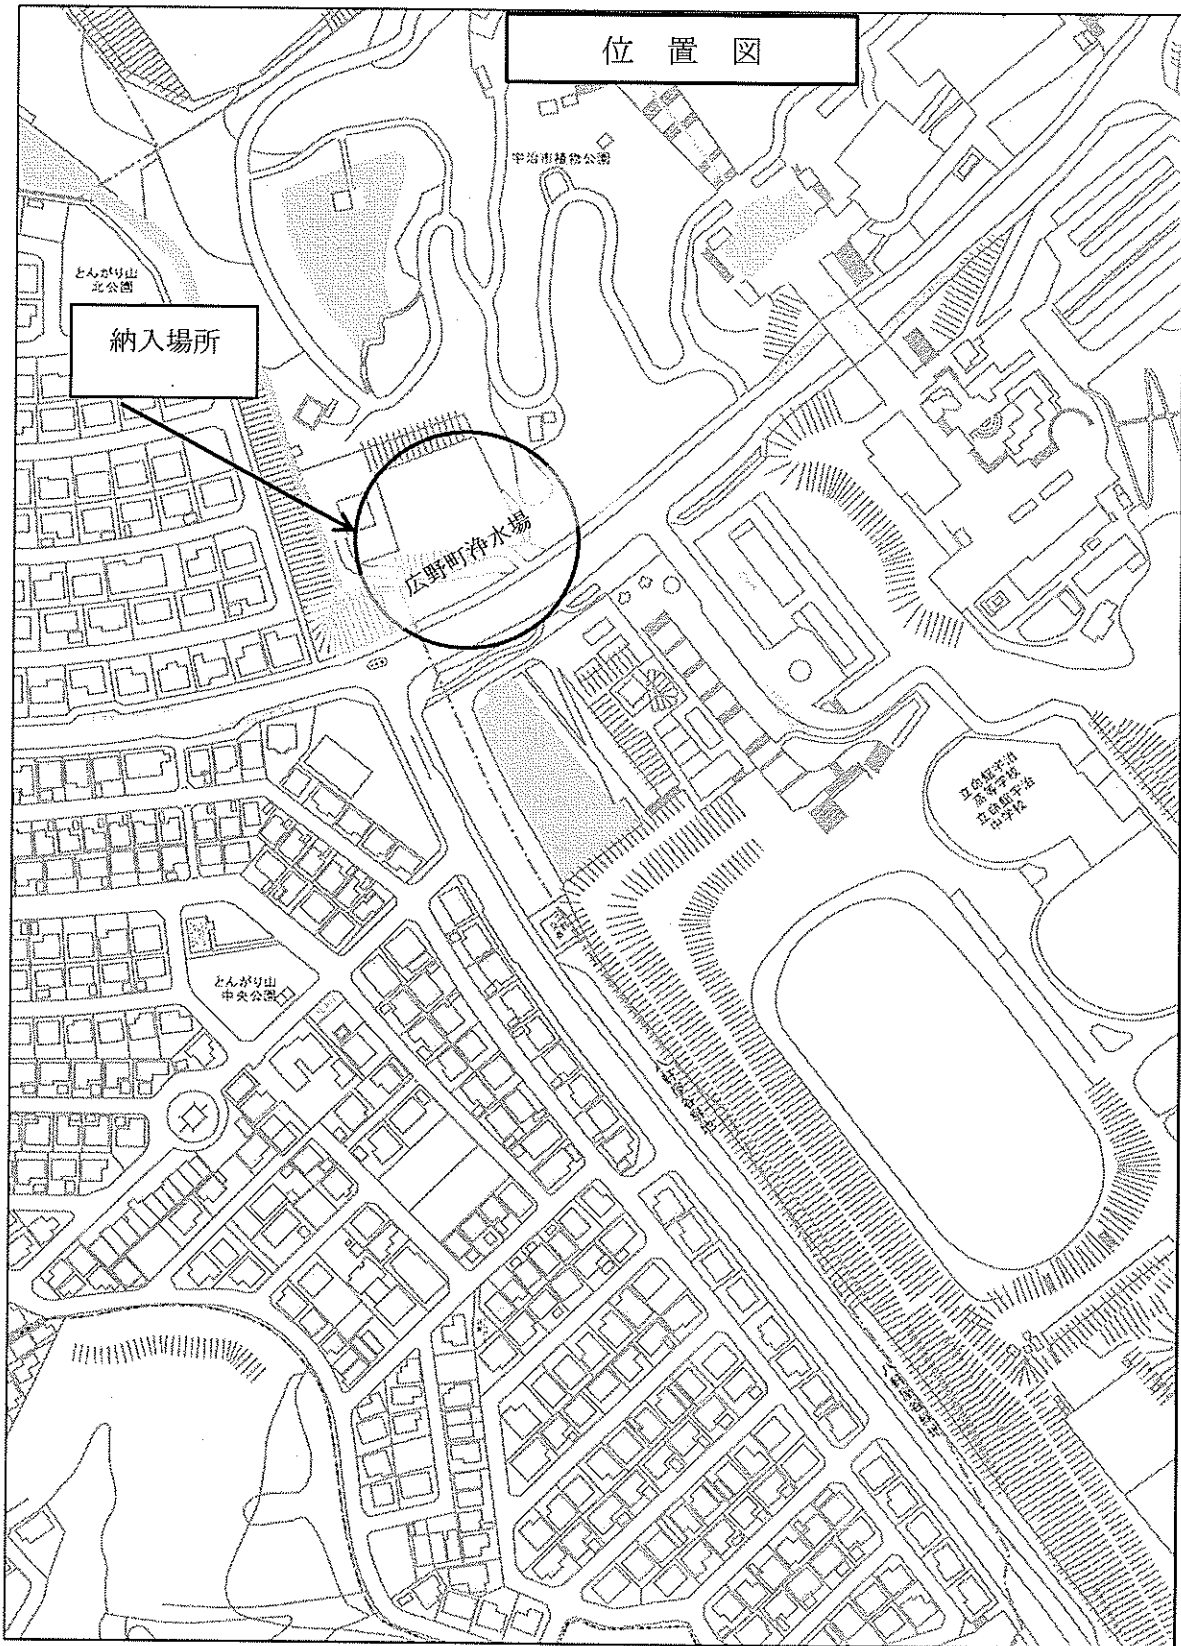 位 置 図
宇治市植物公園
とんがり山
北公園
納入場所
広野町浄水場
立命館宇治
高等学校
立命館宇治
中学校
とんがり山
中央公園